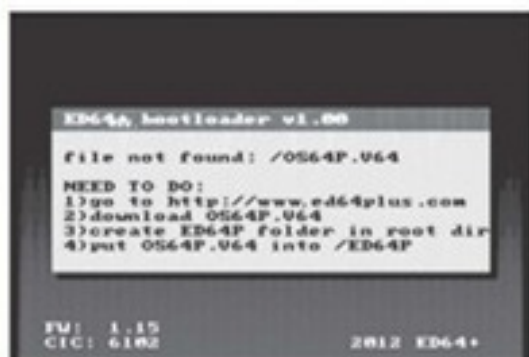 ED64+ bootloader v1.00
file not found: /OS64P.V64
NEED TO DO:
1)go to http://www.ed64plus.com
2)download OS64P.V64
3)create ED64P folder in root dir
4)put OS64P.V64 into /ED64P
FW: 1.15
CIC: 6102
2012 ED64+